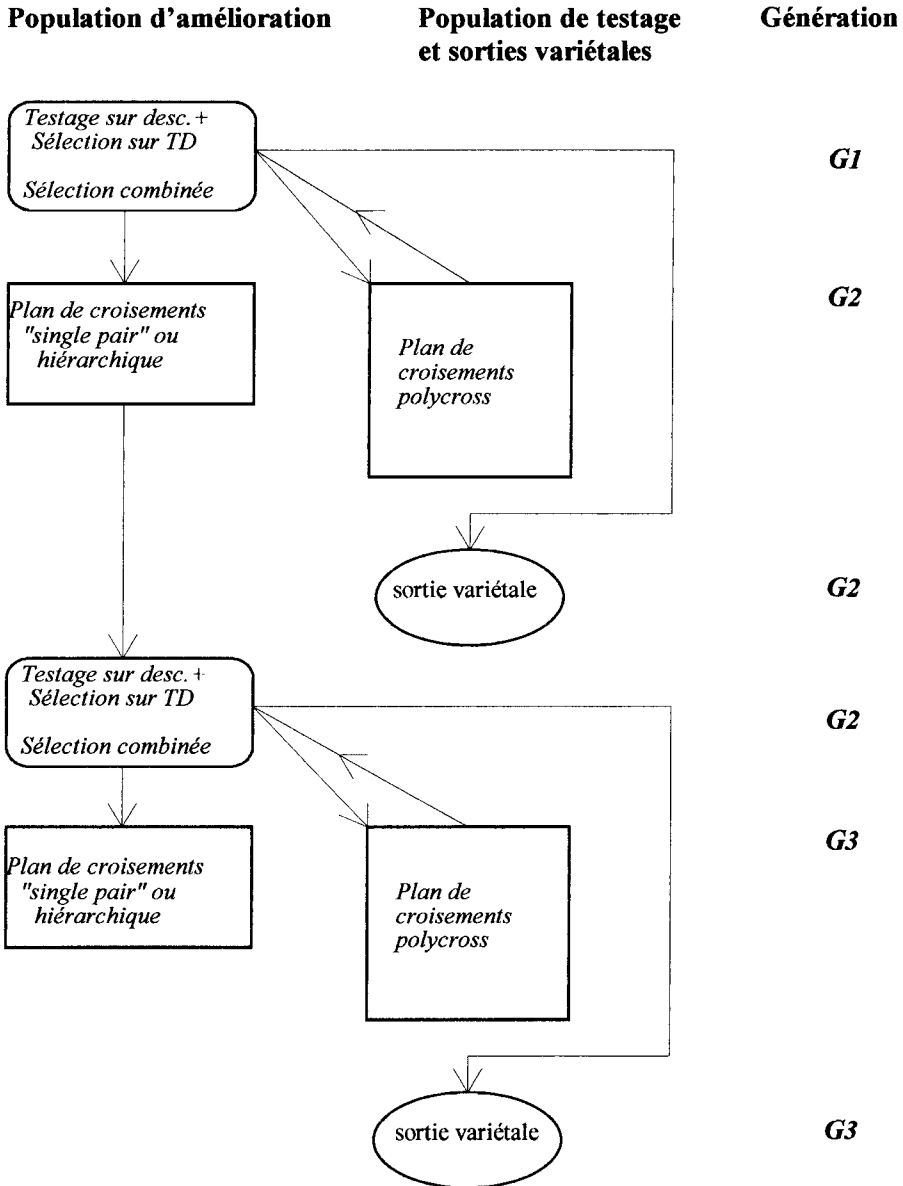 Population d'amélioration
Population de testage
et sorties variétales
Génération
Testage sur desc. +
Sélection sur TD
Sélection combinée
G1
Plan de croisements
"single pair" ou
hiérarchique
Plan de
croisements
polycross
G2
sortie variétale
G2
Testage sur desc. +
Sélection sur TD
Sélection combinée
G2
Plan de croisements
"single pair" ou
hiérarchique
Plan de
croisements
polycross
G3
sortie variétale
G3